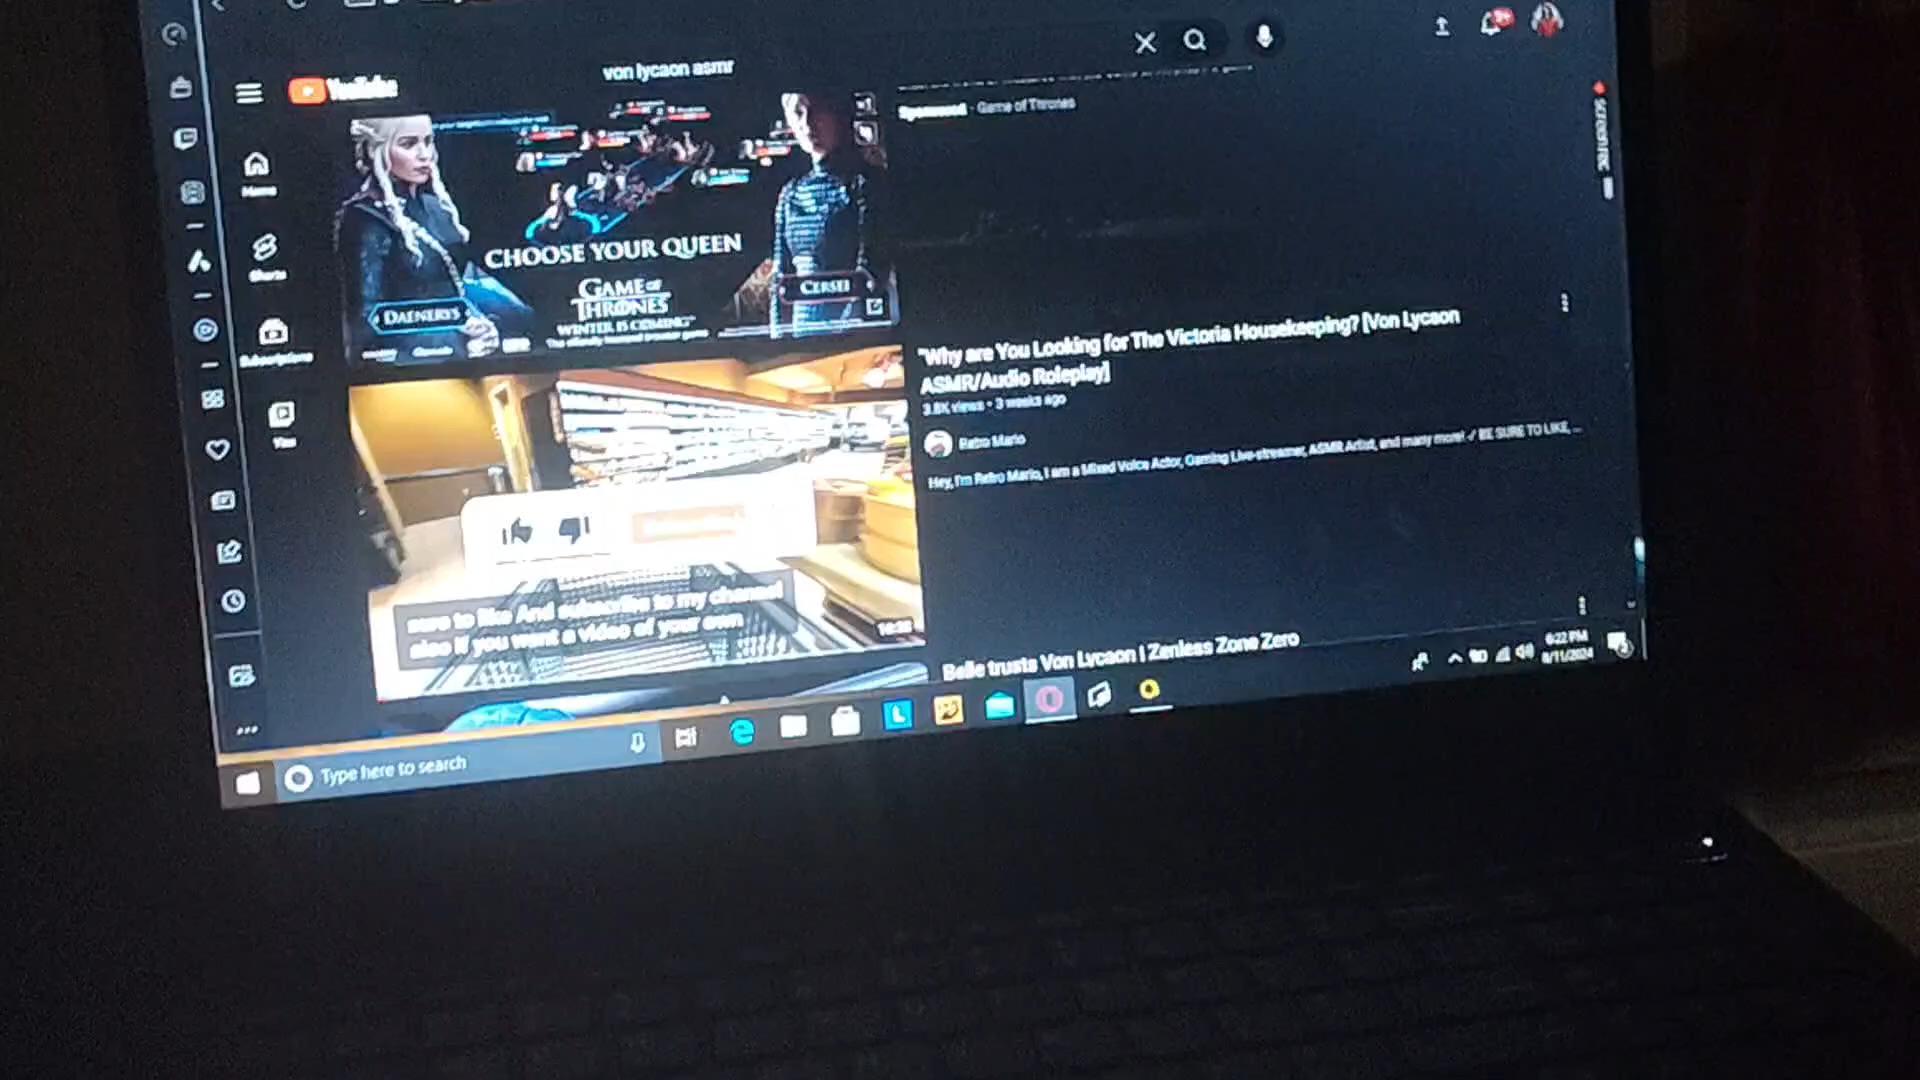 von lycaon asmr
YouTube
Sponsored · Game of Thrones
Home
Shorts
Subscriptions
You
CHOOSE YOUR QUEEN
GAME OF
THRONES
WINTER IS COMING
DAENERYS
CERSEI
"Why are You Looking for The Victoria Housekeeping? [Von Lycaon
ASMR/Audio Roleplay]
3.8K views • 3 weeks ago
Retro Mario
Hey, I'm Retro Mario, I am a Mixed Voice Actor, Gaming Live-streamer, ASMR Artist, and many more! ✓ BE SURE TO LIKE, ...
sure to like And subscribe to my channel
also if you want a video of your own
Belle trusts Von Lycaon | Zenless Zone Zero
screen rec
Type here to search
6:22 PM
8/11/2024